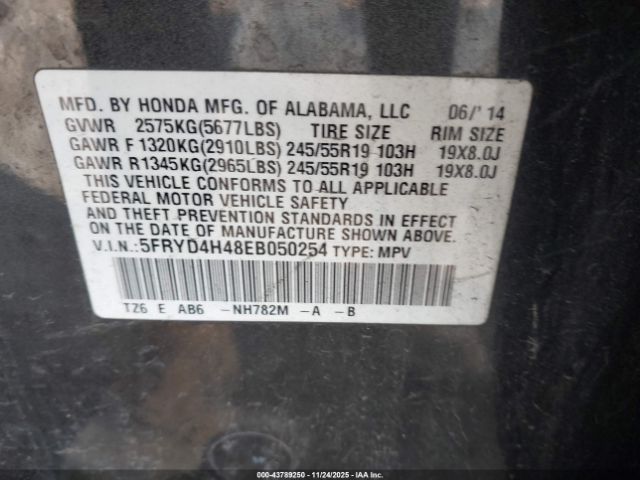 MFD. BY HONDA MFG. OF ALABAMA, LLC 06/'14
GVWR 2575KG(5677LBS) TIRE SIZE RIM SIZE
GAWR F 1320KG(2910LBS) 245/55R19 103H 19X8.0J
GAWR R1345KG(2965LBS) 245/55R19 103H 19X8.0J
THIS VEHICLE CONFORMS TO ALL APPLICABLE
FEDERAL MOTOR VEHICLE SAFETY
AND THEFT PREVENTION STANDARDS IN EFFECT
ON THE DATE OF MANUFACTURE SHOWN ABOVE.
V.I.N.:5FRYD4H48EB050254 TYPE: MPV
TZ6 E AB6 -NH782M -A -B
000-43789250 - 11/24/2025 - IAA Inc.